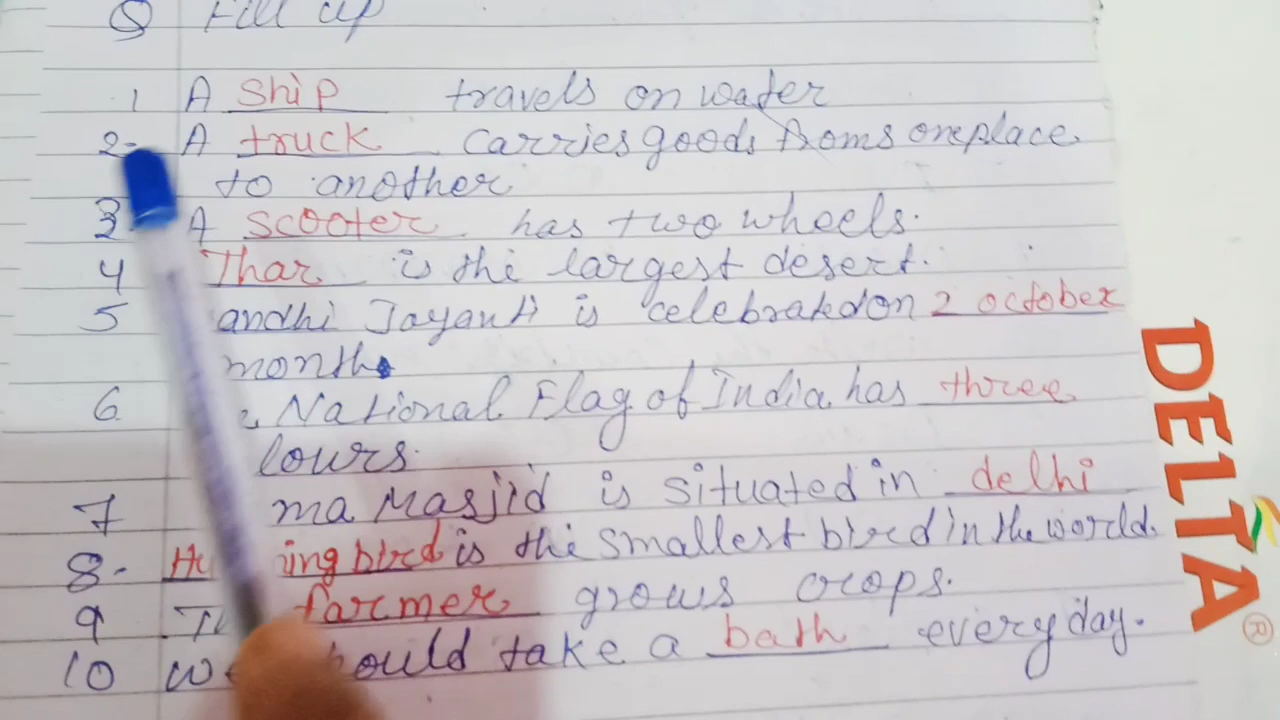 Q Fill up
1 A ship travels on water
2- A truck carries goods froms one place
to another
3 A scooter has two wheels.
4 Thar is the largest desert.
5 andhi Jayanti is celebrated on 2 october
month
6 National Flag of India has three
lours.
7 ma Masjid is situated in delhi
8- Hu ing bird is the smallest bird in the world.
9 farmer grows crops.
10 ould take a bath every day.
DELTA